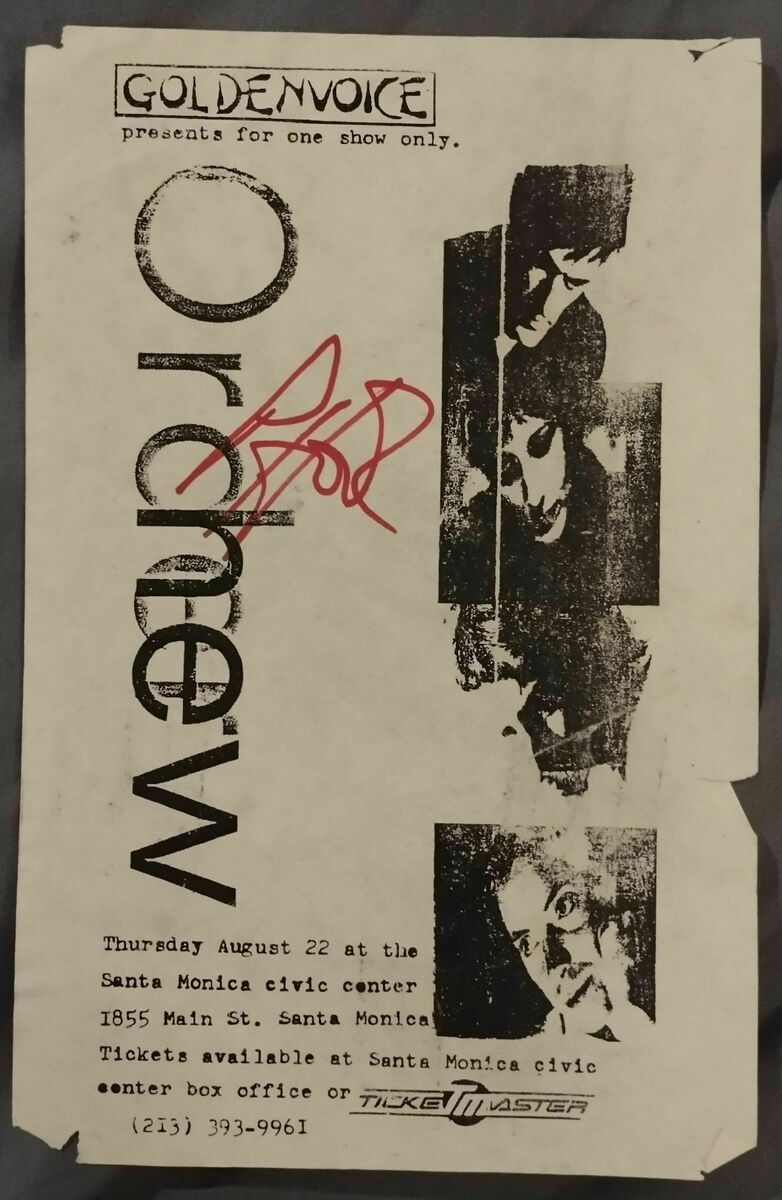 GOLDENVOICE
presents for one show only.
Order
new
Thursday August 22 at the
Santa Monica civic center
1855 Main St. Santa Monica
Tickets available at Santa Monica civic
center box office or TICKETMASTER
(213) 393-9961